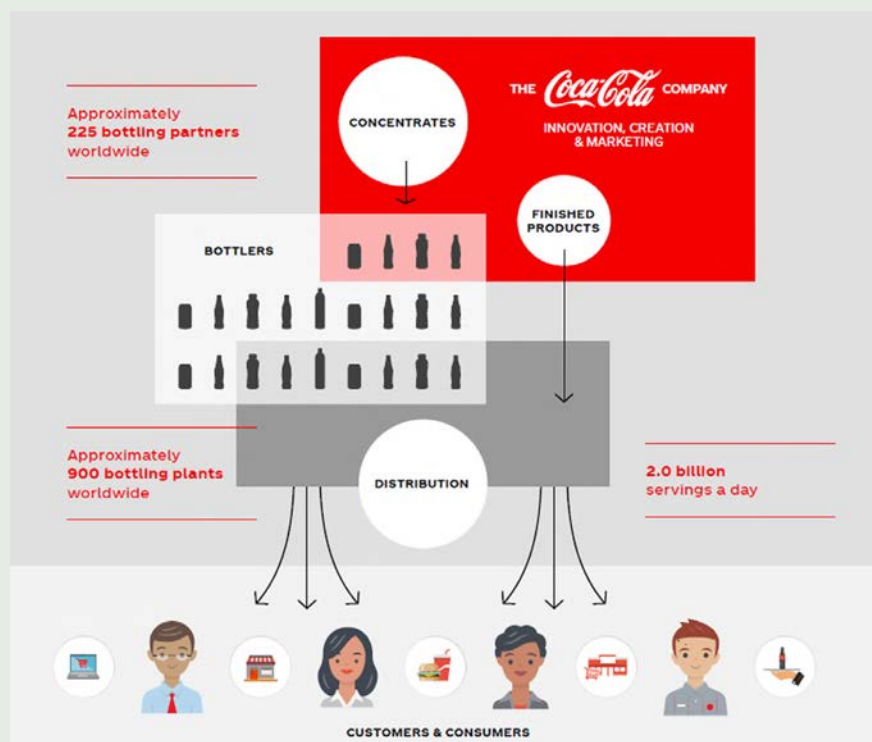 Approximately
225 bottling partners
worldwide
CONCENTRATES
THE Coca-Cola COMPANY
INNOVATION, CREATION
& MARKETING
FINISHED
PRODUCTS
BOTTLERS
Approximately
900 bottling plants
worldwide
DISTRIBUTION
2.0 billion
servings a day
CUSTOMERS & CONSUMERS